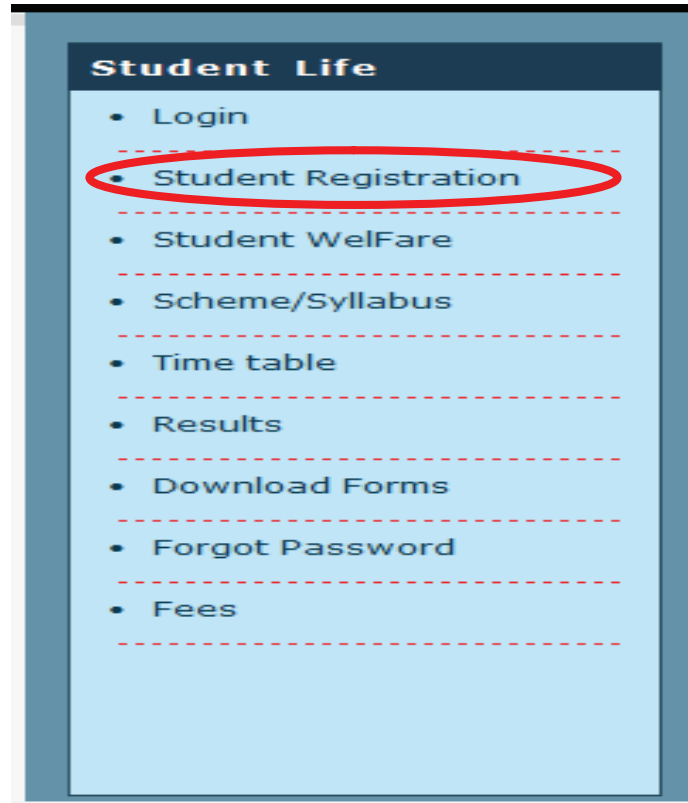 Student Life
• Login
• Student Registration
• Student WelFare
• Scheme/Syllabus
• Time table
• Results
• Download Forms
• Forgot Password
• Fees